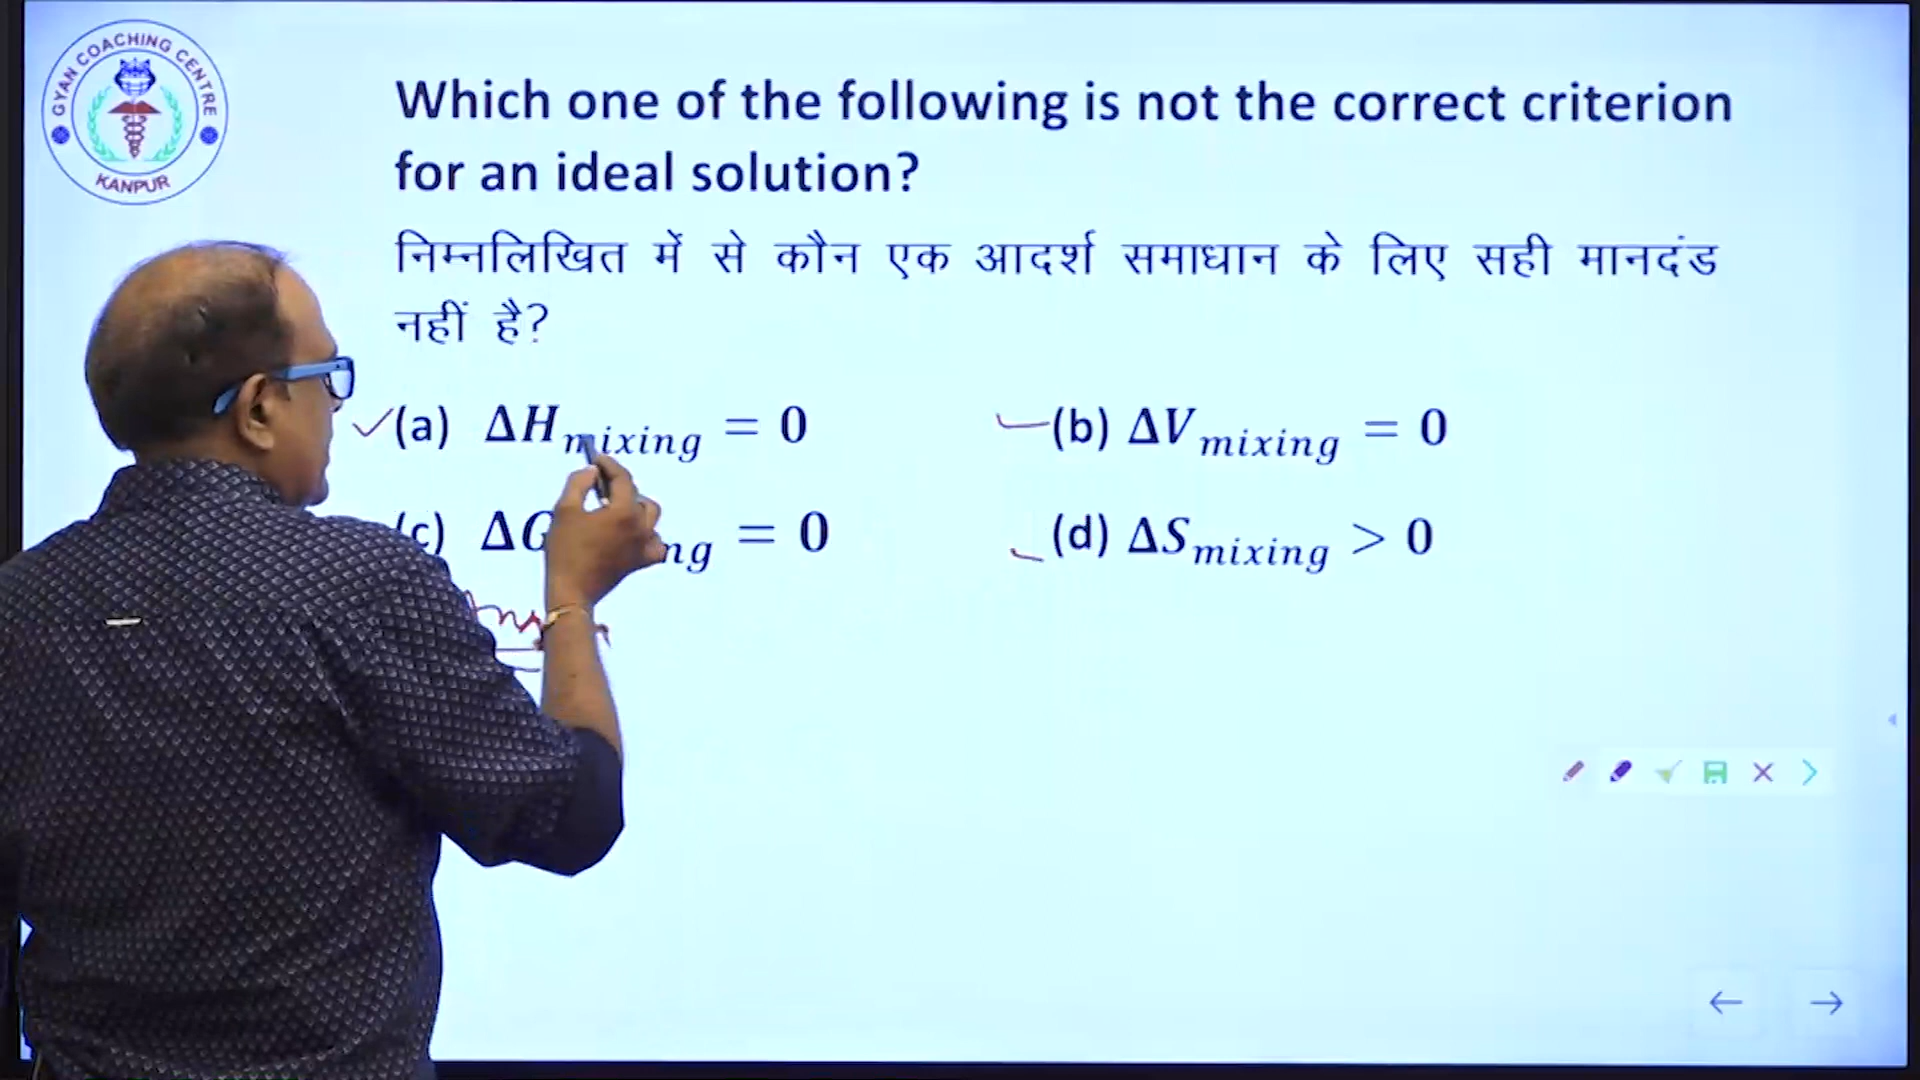 GYAN COACHING CENTRE
KANPUR
Which one of the following is not the correct criterion
for an ideal solution?
निम्नलिखित में से कौन एक आदर्श समाधान के लिए सही मानदंड
नहीं है?
(a) ΔH mixing = 0 (b) ΔV mixing = 0
(c) = 0 (d) ΔS mixing > 0